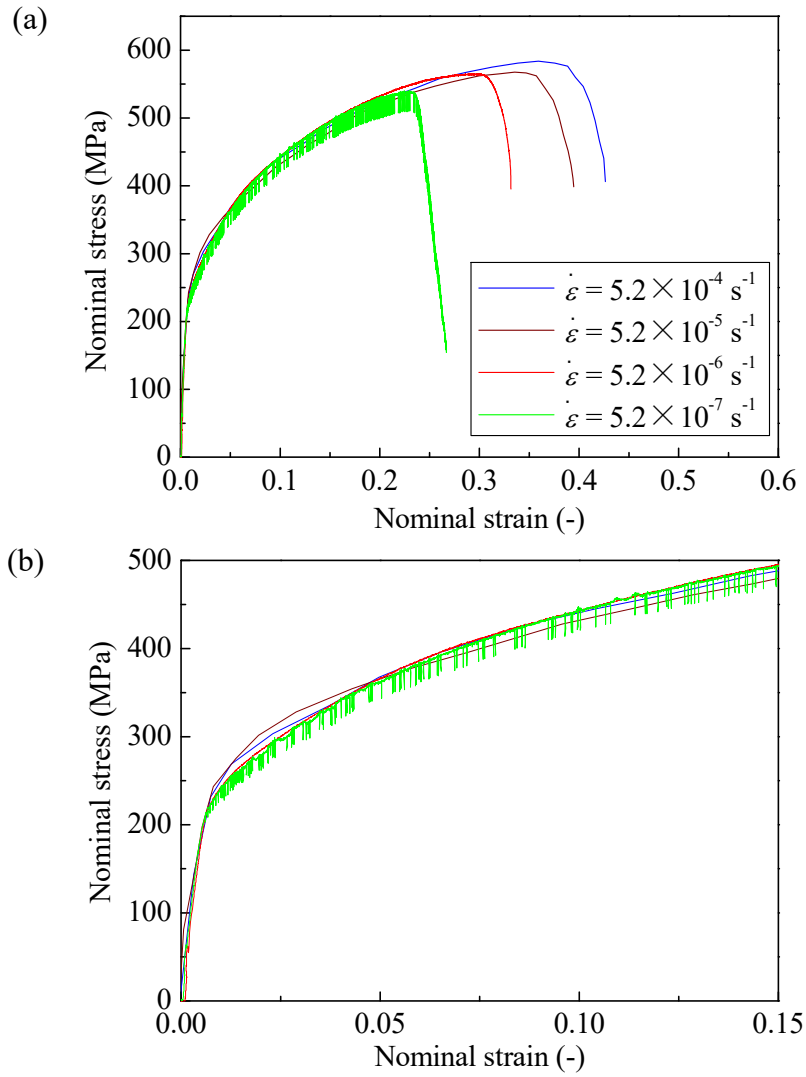 (a)
600
500
400
300
200
100
0
Nominal stress (MPa)
ε̇ = 5.2×10⁻⁴ s⁻¹
ε̇ = 5.2×10⁻⁵ s⁻¹
ε̇ = 5.2×10⁻⁶ s⁻¹
ε̇ = 5.2×10⁻⁷ s⁻¹
0.0 0.1 0.2 0.3 0.4 0.5 0.6
Nominal strain (-)
(b)
500
400
300
200
100
0
Nominal stress (MPa)
0.00 0.05 0.10 0.15
Nominal strain (-)